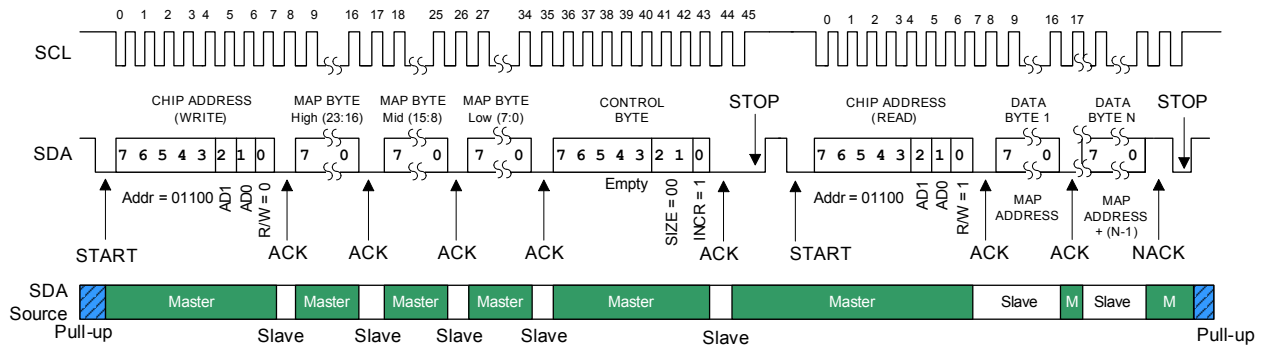 0 1 2 3 4 5 6 7 8 9 16 17 18 25 26 27 34 35 36 37 38 39 40 41 42 43 44 45 0 1 2 3 4 5 6 7 8 9 16 17
SCL
CHIP ADDRESS
(WRITE)
MAP BYTE
High (23:16)
MAP BYTE
Mid (15:8)
MAP BYTE
Low (7:0)
CONTROL
BYTE
STOP
CHIP ADDRESS
(READ)
DATA
BYTE 1
DATA
BYTE N
STOP
SDA
7 6 5 4 3 2 1 0
7 0
7 0
7 0
7 6 5 4 3 2 1 0
7 6 5 4 3 2 1 0
7 0
7 0
Addr = 01100
AD1
AD0
R/W = 0
Empty
SIZE = 00
INCR = 1
Addr = 01100
AD1
AD0
R/W = 1
MAP
ADDRESS
MAP
ADDRESS
+ (N-1)
START
ACK
ACK
ACK
ACK
ACK
START
ACK
ACK
NACK
SDA
Source
Master
Master
Master
Master
Master
Master
Slave
M
Slave
M
Pull-up
Slave
Slave
Slave
Slave
Slave
Pull-up